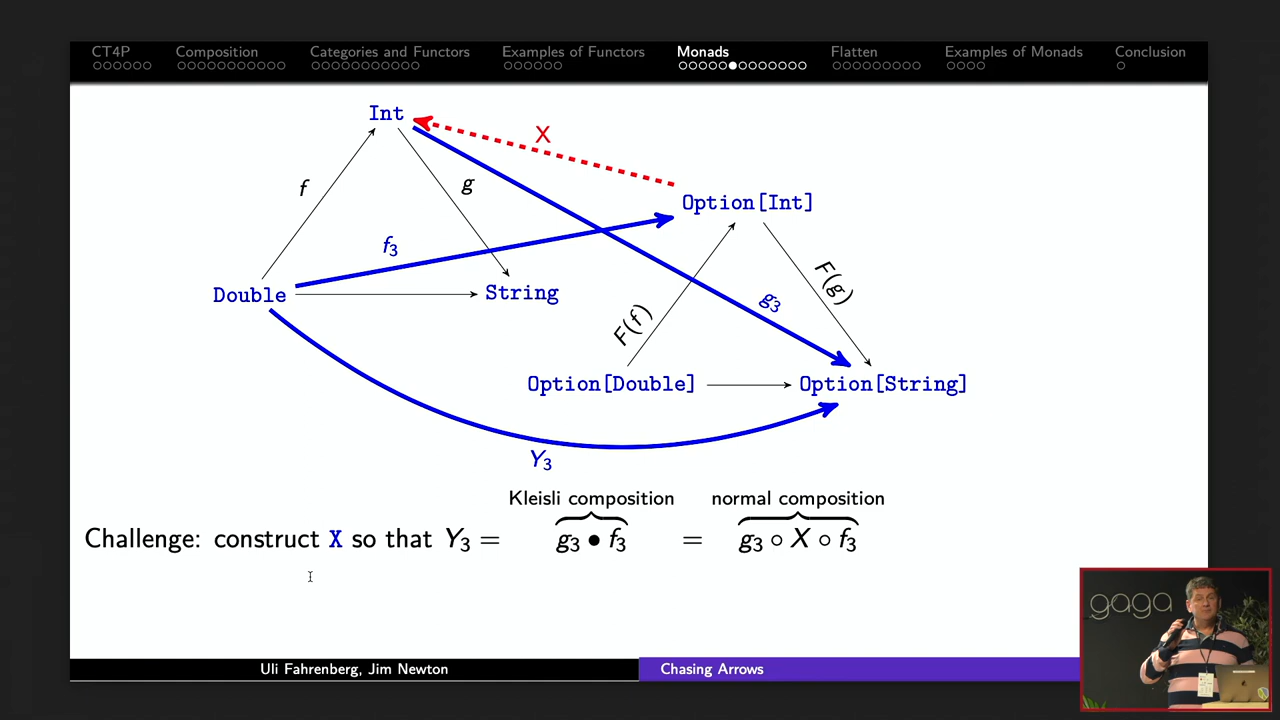 CT4P Composition Categories and Functors Examples of Functors Monads Flatten Examples of Monads Conclusion
Int
X
f
g
Option[Int]
f₃
F(g)
Double
String
g₃
F(f)
Option[Double]
Option[String]
Y₃
Kleisli composition normal composition
Challenge: construct X so that Y₃ = g₃ • f₃ = g₃ ∘ X ∘ f₃
gaga
Uli Fahrenberg, Jim Newton Chasing Arrows